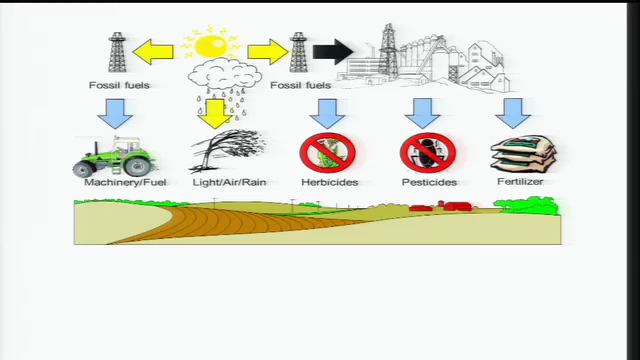 Fossil fuels
Fossil fuels
Machinery/Fuel
Light/Air/Rain
Herbicides
Pesticides
Fertilizer